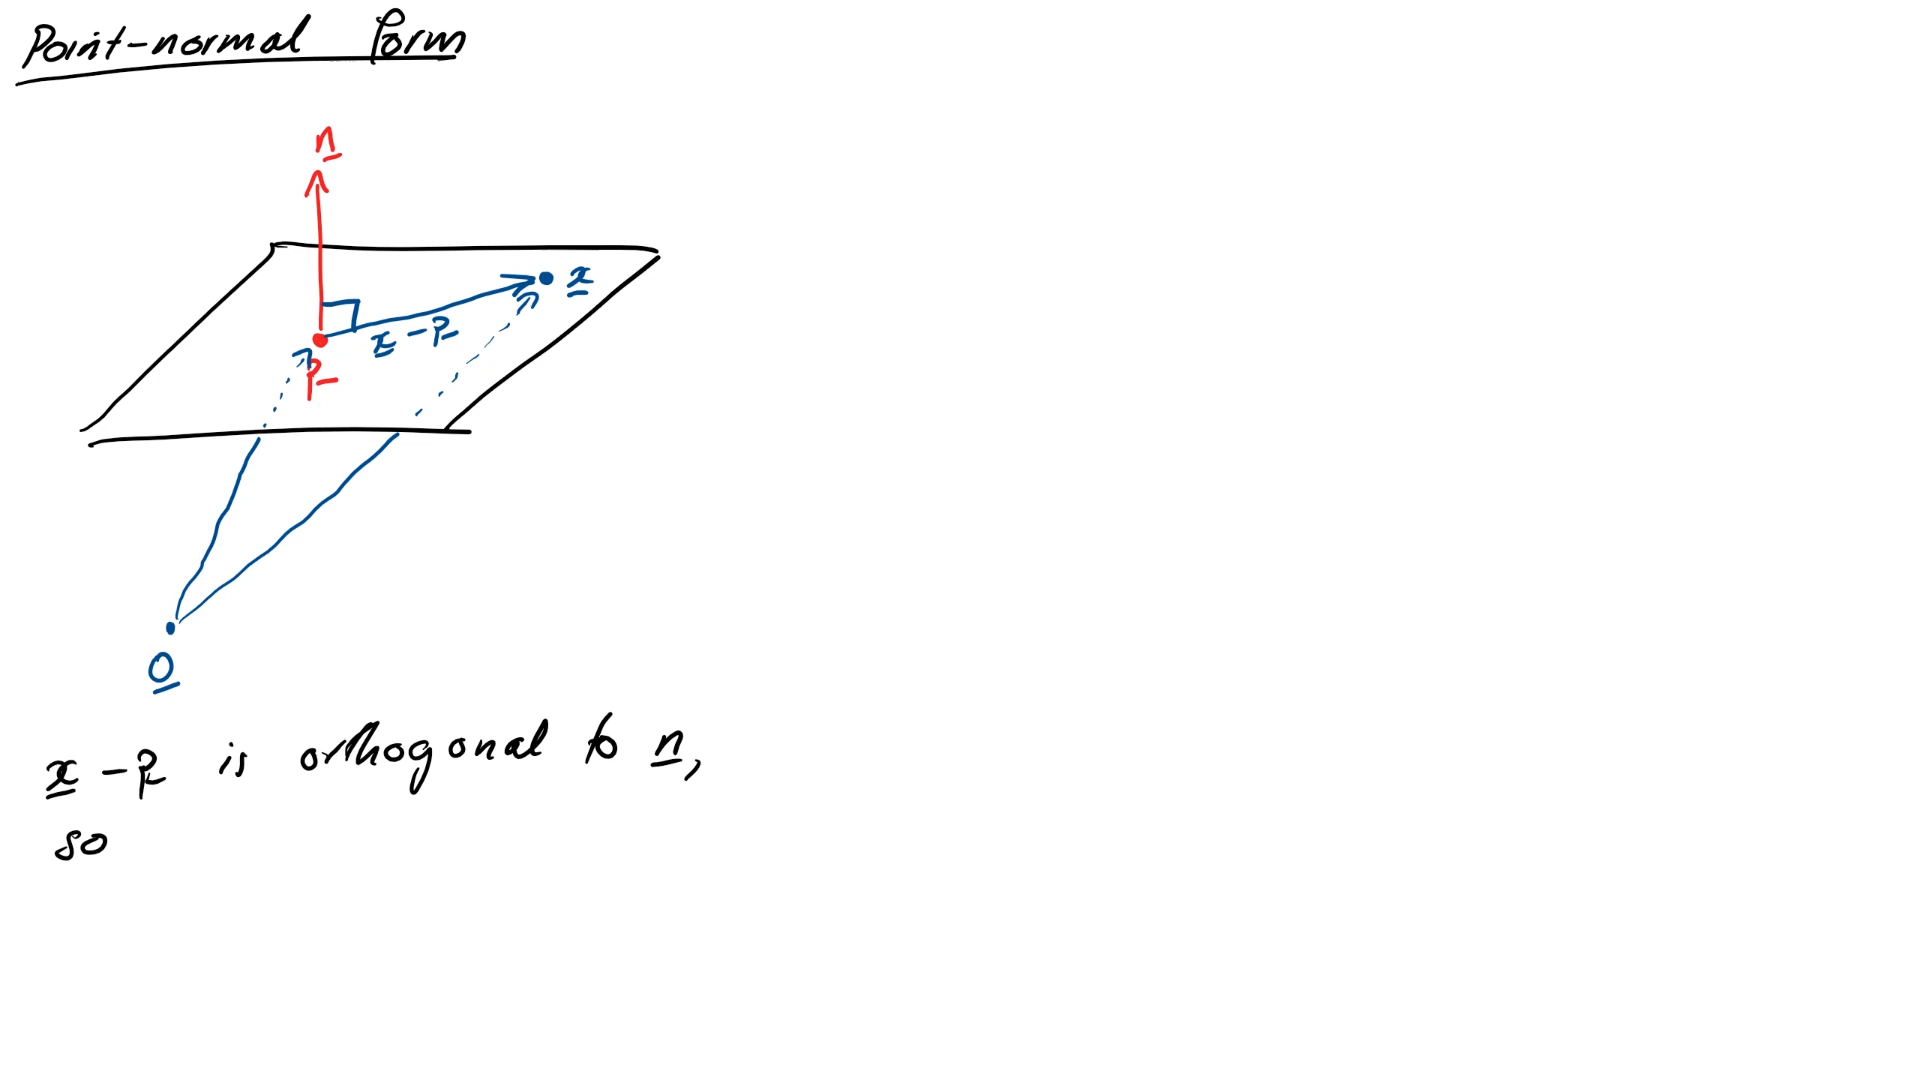 Point-normal form
n
x
x - p
p
0
x - p is orthogonal to n,
so